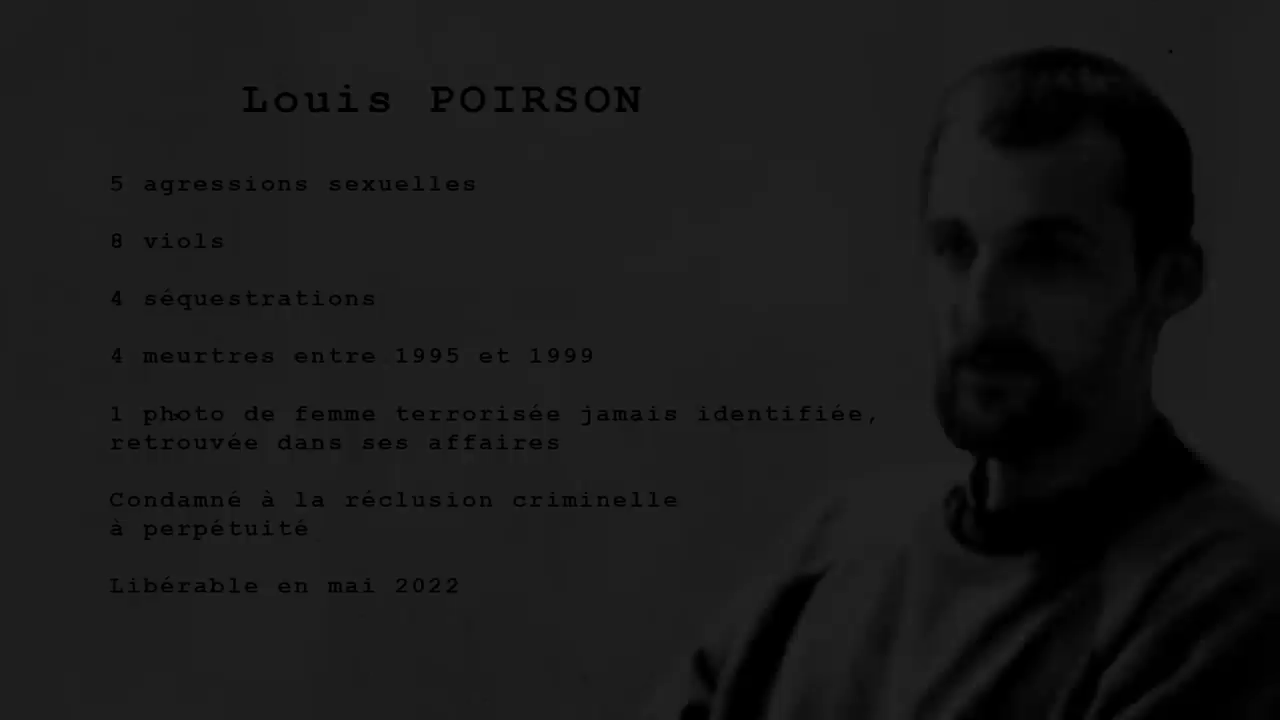 Louis POIRSON
5 agressions sexuelles
8 viols
4 séquestrations
4 meurtres entre 1995 et 1999
1 photo de femme terrorisée jamais identifiée,
retrouvée dans ses affaires
Condamné à la réclusion criminelle
à perpétuité
Libérable en mai 2022